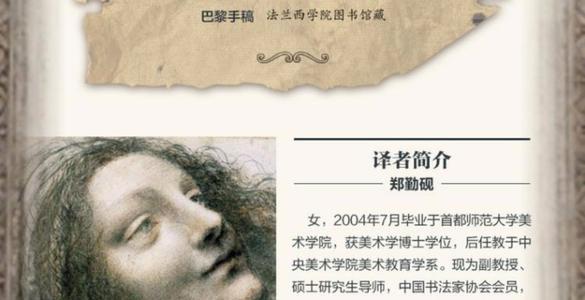 巴黎手稿 法兰西学院图书馆藏
译者简介
郑勤砚
女，2004年7月毕业于首都师范大学美
术学院，获美术学博士学位，后任教于中
央美术学院美术教育学系。现为副教授、
硕士研究生导师，中国书法家协会会员，